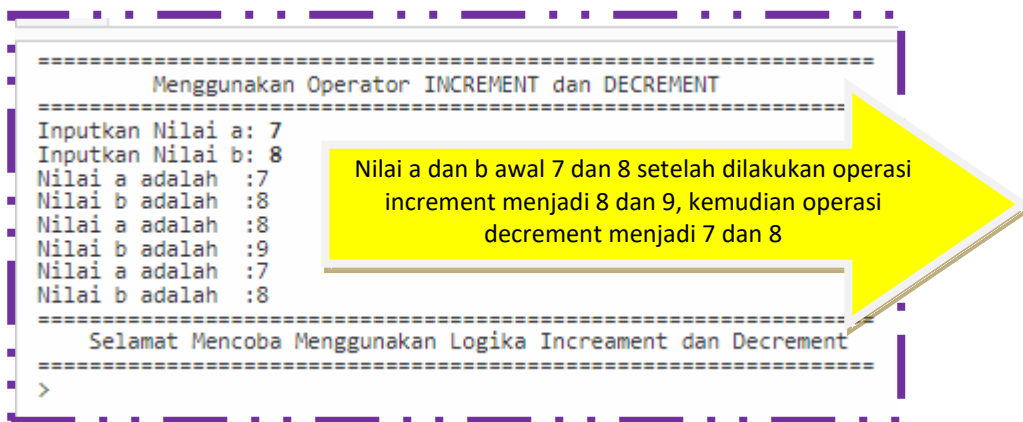 ======================================================================
Menggunakan Operator INCREMENT dan DECREMENT
======================================================================
Inputkan Nilai a: 7
Inputkan Nilai b: 8
Nilai a adalah  :7
Nilai b adalah  :8
Nilai a adalah  :8
Nilai b adalah  :9
Nilai a adalah  :7
Nilai b adalah  :8
======================================================================
Selamat Mencoba Menggunakan Logika Increament dan Decrement
======================================================================
>
Nilai a dan b awal 7 dan 8 setelah dilakukan operasi
increment menjadi 8 dan 9, kemudian operasi
decrement menjadi 7 dan 8